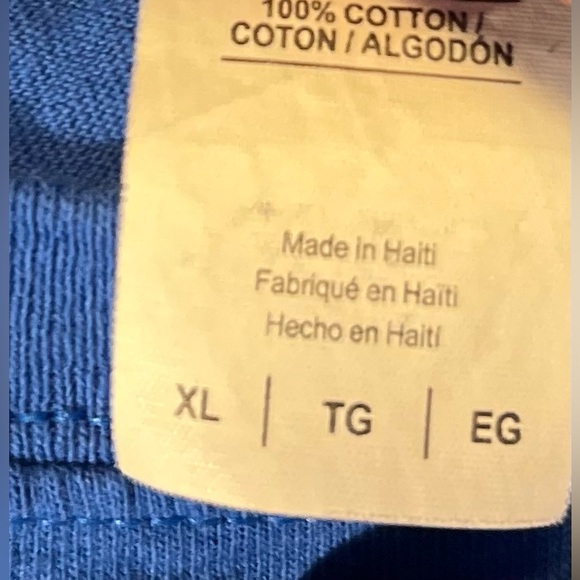 100% COTTON /
COTON / ALGODÓN
Made in Haiti
Fabriqué en Haïti
Hecho en Haití
XL | TG | EG